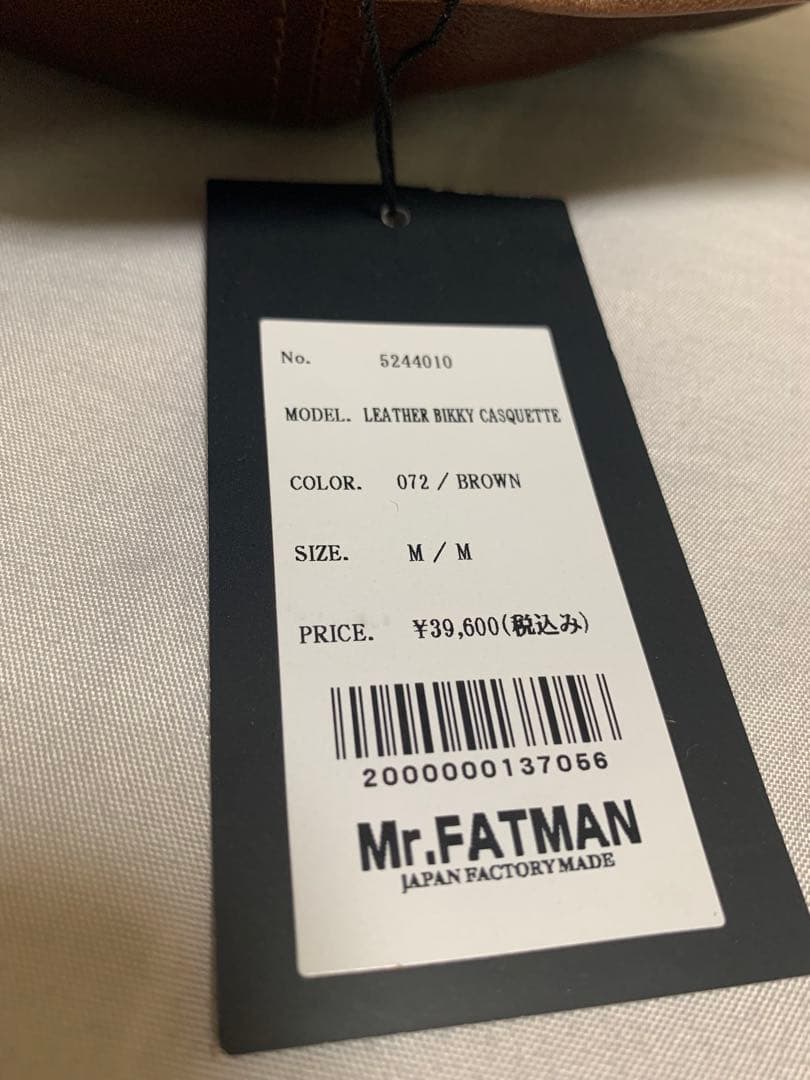 No. 5244010
MODEL. LEATHER BIKKY CASQUETTE
COLOR. 072 / BROWN
SIZE. M / M
PRICE. ¥39,600(税込み)
2000000137056
Mr.FATMAN
JAPAN FACTORY MADE